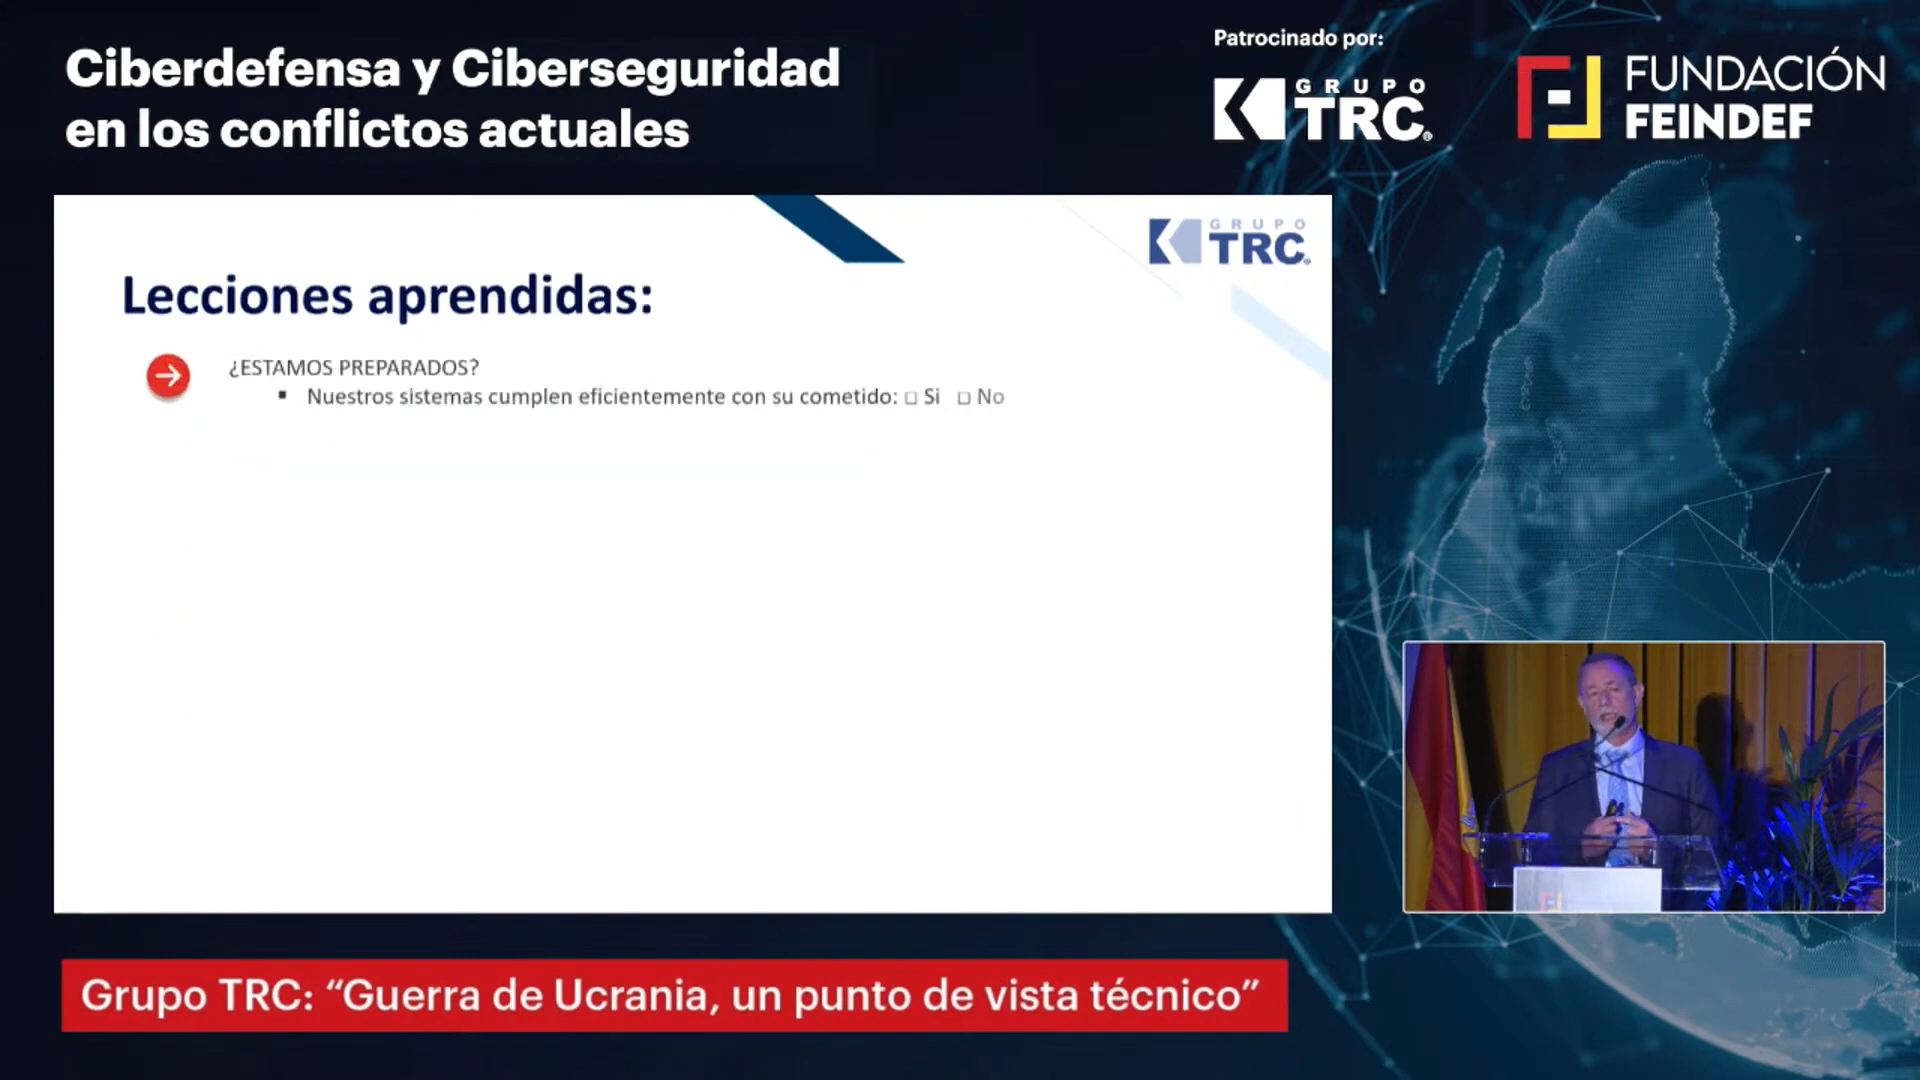 Ciberdefensa y Ciberseguridad
en los conflictos actuales
Patrocinado por:
GRUPO
TRC®
FUNDACIÓN
FEINDEF
GRUPO
TRC®
Lecciones aprendidas:
¿ESTAMOS PREPARADOS?
▪ Nuestros sistemas cumplen eficientemente con su cometido: □ Si □ No
Grupo TRC: “Guerra de Ucrania, un punto de vista técnico”